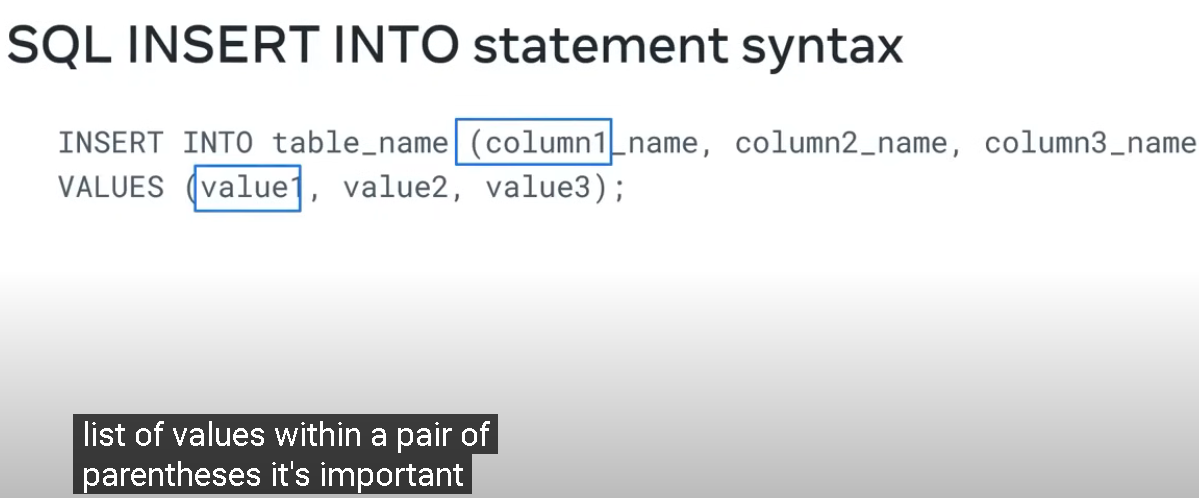 SQL INSERT INTO statement syntax
INSERT INTO table_name (column1_name, column2_name, column3_name
VALUES (value1, value2, value3);
list of values within a pair of
parentheses it's important